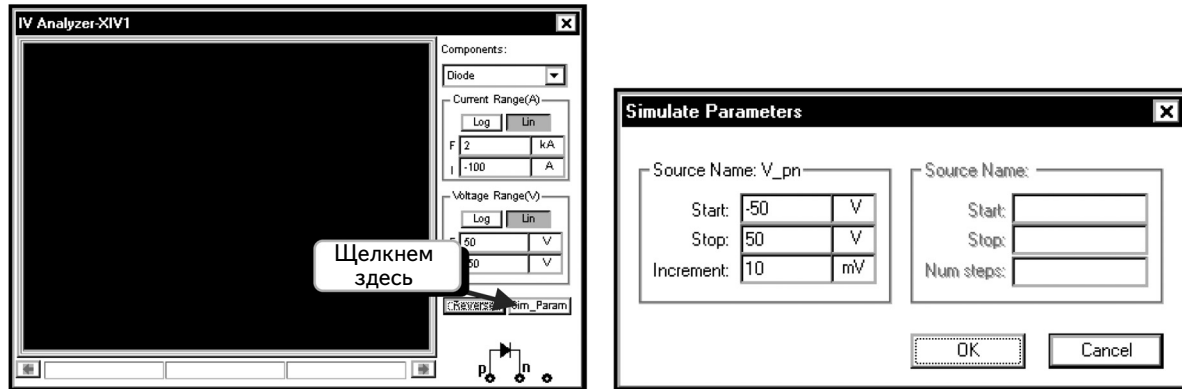 IV Analyzer-XIV1
Components:
Diode
Current Range(A)
Log Lin
F 2 kA
I -100 A
Voltage Range(V)
Log Lin
50 V
50 V
Щелкнем
здесь
Reverse Sim_Param
p n
Simulate Parameters
Source Name: V_pn
Start: -50 V
Stop: 50 V
Increment: 10 mV
Source Name:
Start:
Stop:
Num steps:
OK Cancel